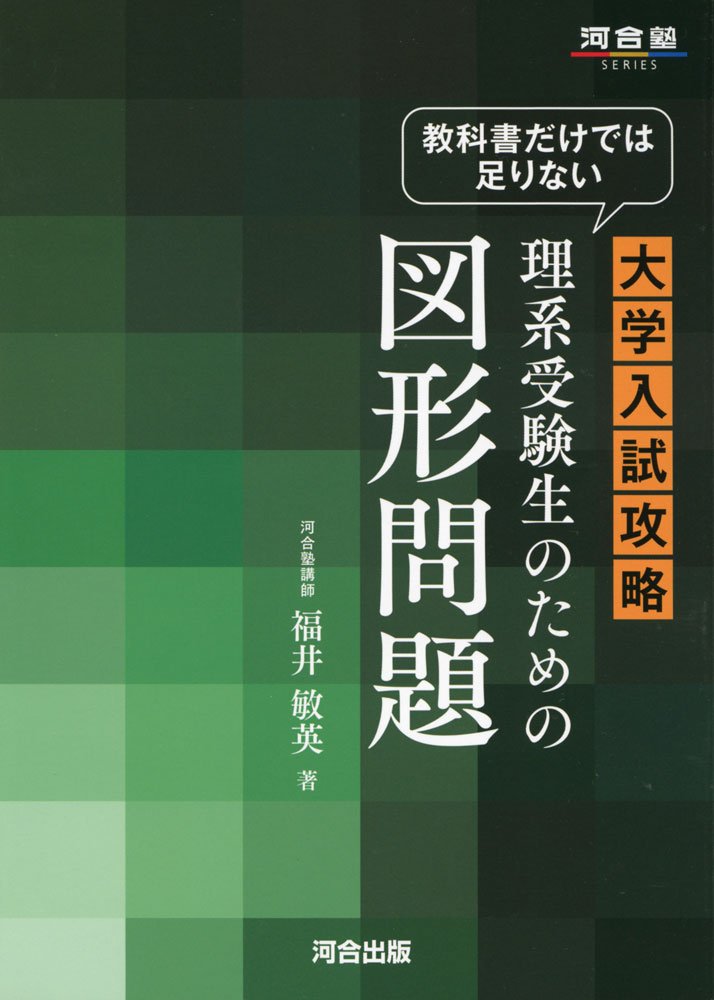 河合塾
SERIES
教科書だけでは
足りない
大学入試攻略
理系受験生のための
図形問題
河合塾講師 福井 敏英 著
河合出版